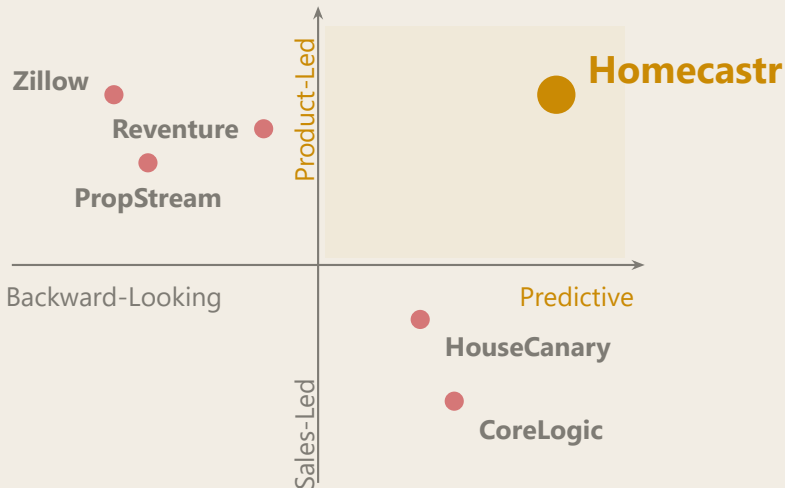 Homecastr
Zillow
Reventure
PropStream
Product-Led
Backward-Looking
Predictive
HouseCanary
CoreLogic
Sales-Led